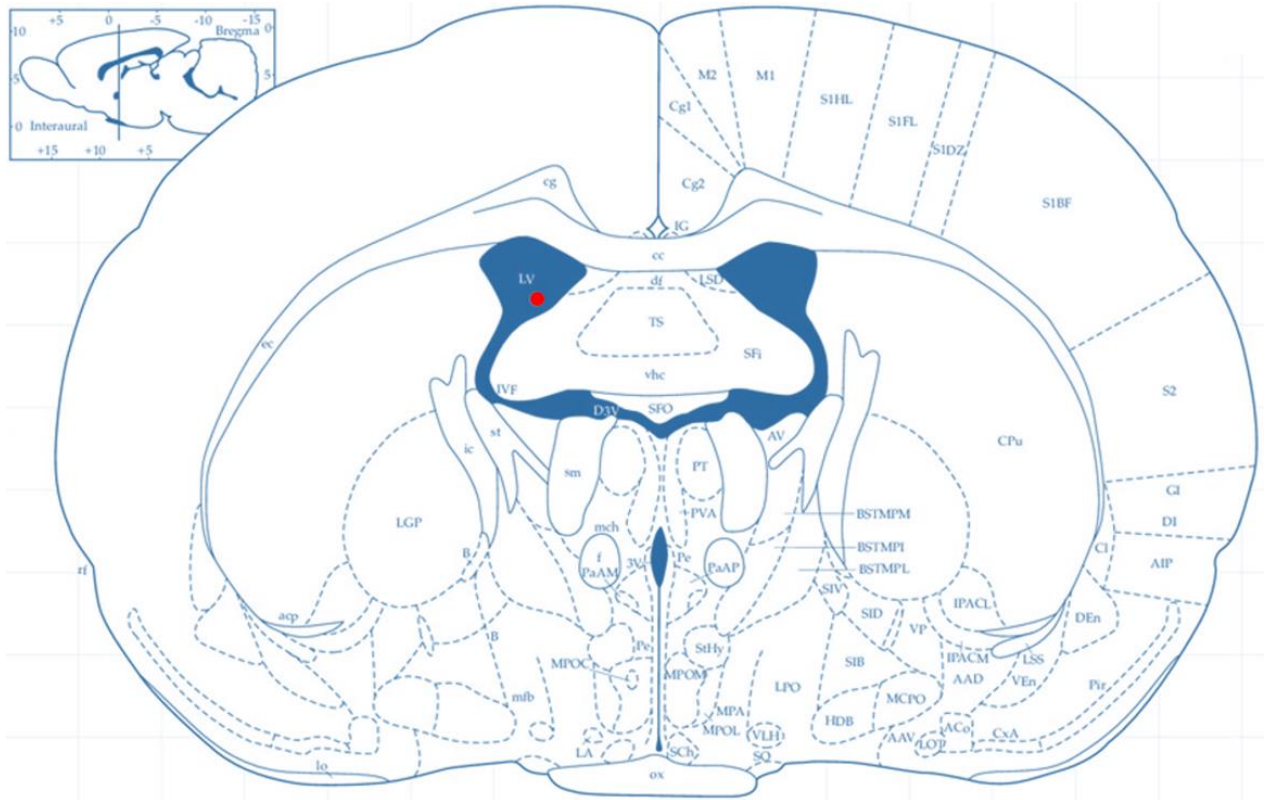 +5 0 -5 -10 -15
10 Bregma 0
5 5
0 Interaural
+15 +10 +5
M2 M1
Cg1 S1HL
S1FL
S1DZ
cg Cg2 S1BF
IG
cc
LV df LSD
TS
ec SFi
vhc
IVF S2
D3V SFO
st AV
ic CPu
sm PT
GI
LGP PVA BSTMPM DI
mch
B BSTMPI Cl
f 3V Pe
rf PaAM PaAP BSTMPL AIP
SIV
acp SID IPACL DEn
VP
B Pe StHy
MPOC SIB IPACM LSS
MPOM AAD VEn
mfb LPO MCPO Pir
MPA
MPOL HDB ACo
VLH AAV CxA
LA SCh LOT
SO
lo ox